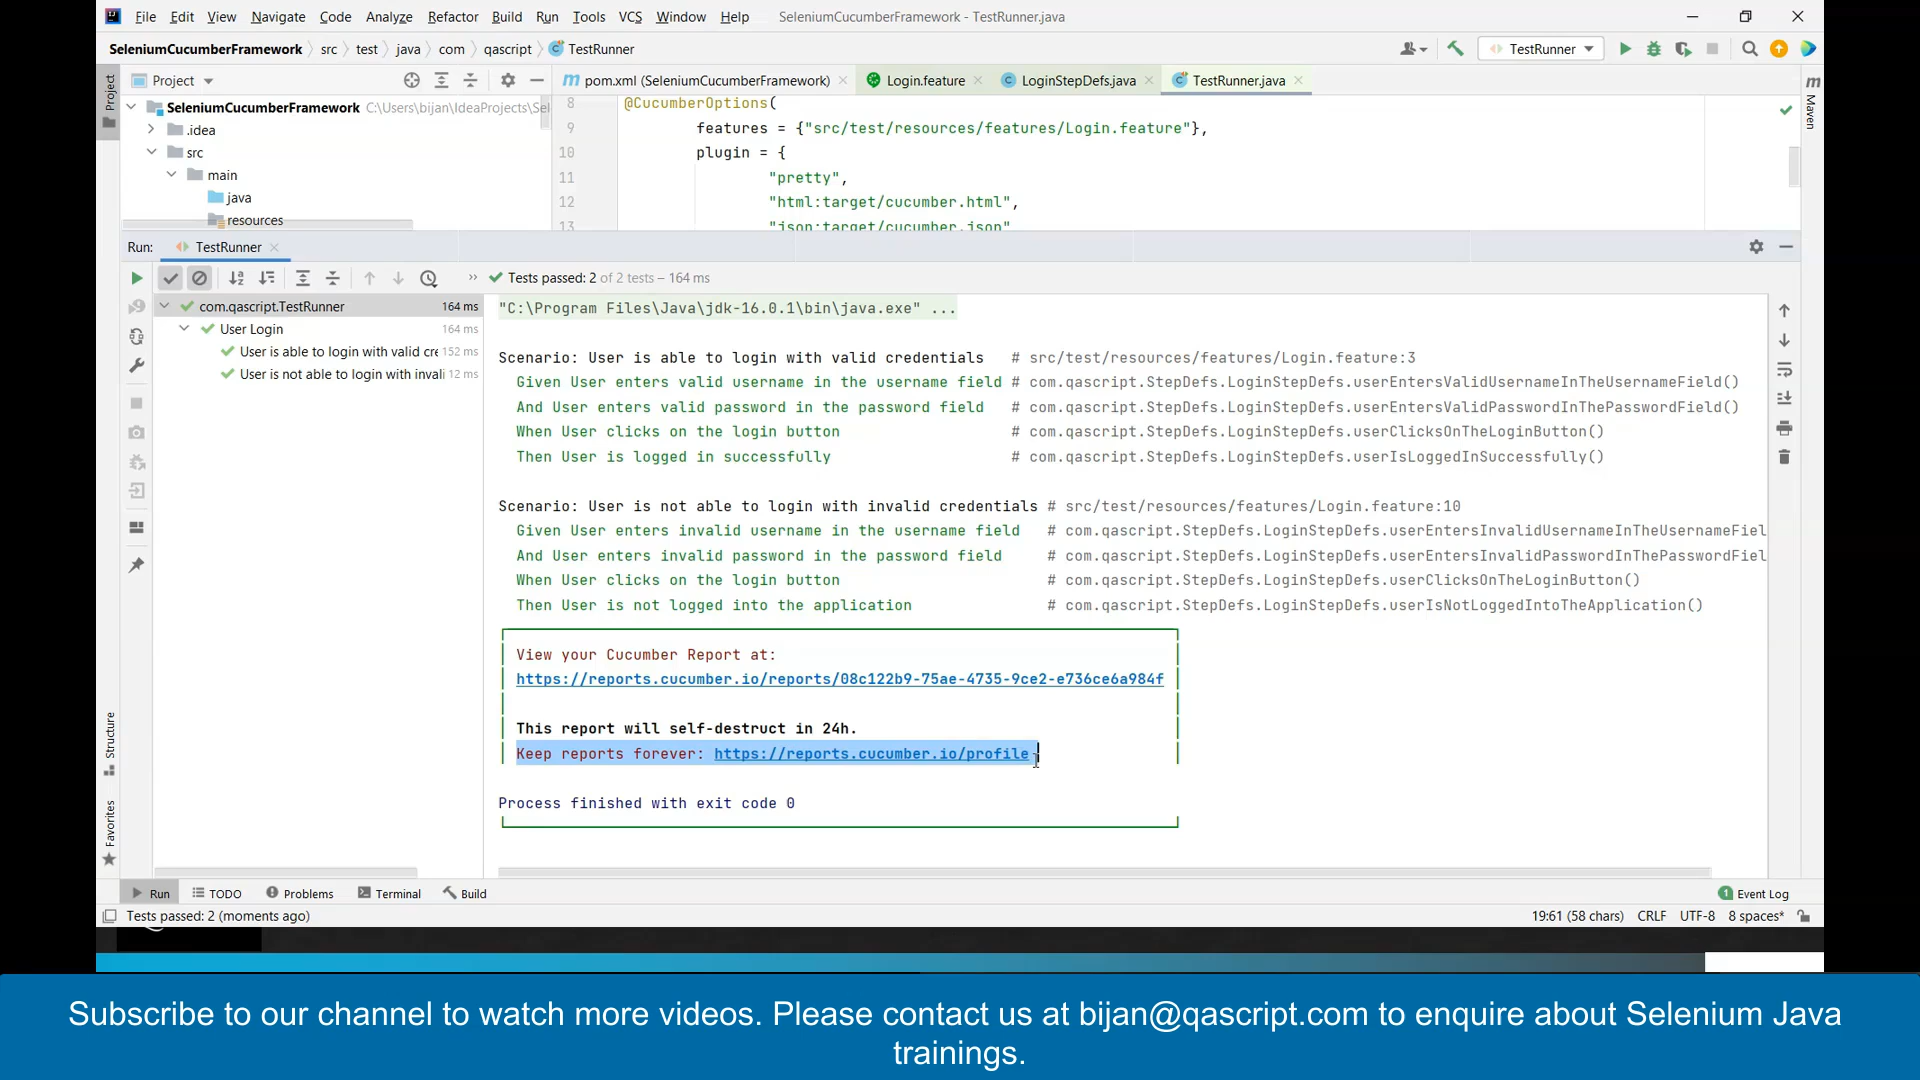 File Edit View Navigate Code Analyze Refactor Build Run Tools VCS Window Help SeleniumCucumberFramework - TestRunner.java
SeleniumCucumberFramework src test java com qascript TestRunner
TestRunner
Project
pom.xml (SeleniumCucumberFramework) Login.feature LoginStepDefs.java TestRunner.java
Project
Maven
SeleniumCucumberFramework C:\Users\bijan\IdeaProjects\Sel
.idea
src
main
java
resources
8 @CucumberOptions(
9 features = {"src/test/resources/features/Login.feature"},
10 plugin = {
11 "pretty",
12 "html:target/cucumber.html",
13 "json:target/cucumber.json"
Run: TestRunner
Tests passed: 2 of 2 tests – 164 ms
com.qascript.TestRunner 164 ms
User Login 164 ms
User is able to login with valid cre 152 ms
User is not able to login with invali 12 ms
"C:\Program Files\Java\jdk-16.0.1\bin\java.exe" ...
Scenario: User is able to login with valid credentials # src/test/resources/features/Login.feature:3
Given User enters valid username in the username field # com.qascript.StepDefs.LoginStepDefs.userEntersValidUsernameInTheUsernameField()
And User enters valid password in the password field # com.qascript.StepDefs.LoginStepDefs.userEntersValidPasswordInThePasswordField()
When User clicks on the login button # com.qascript.StepDefs.LoginStepDefs.userClicksOnTheLoginButton()
Then User is logged in successfully # com.qascript.StepDefs.LoginStepDefs.userIsLoggedInSuccessfully()
Scenario: User is not able to login with invalid credentials # src/test/resources/features/Login.feature:10
Given User enters invalid username in the username field # com.qascript.StepDefs.LoginStepDefs.userEntersInvalidUsernameInTheUsernameFiel
And User enters invalid password in the password field # com.qascript.StepDefs.LoginStepDefs.userEntersInvalidPasswordInThePasswordFiel
When User clicks on the login button # com.qascript.StepDefs.LoginStepDefs.userClicksOnTheLoginButton()
Then User is not logged into the application # com.qascript.StepDefs.LoginStepDefs.userIsNotLoggedIntoTheApplication()
View your Cucumber Report at:
https://reports.cucumber.io/reports/08c122b9-75ae-4735-9ce2-e736ce6a984f
This report will self-destruct in 24h.
Keep reports forever: https://reports.cucumber.io/profile
Process finished with exit code 0
Structure
Favorites
Run TODO Problems Terminal Build 1 Event Log
Tests passed: 2 (moments ago) 19:61 (58 chars) CRLF UTF-8 8 spaces*
Subscribe to our channel to watch more videos. Please contact us at bijan@qascript.com to enquire about Selenium Java
trainings.